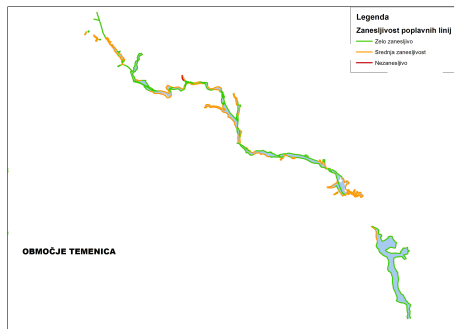 Legenda
Zanesljivost poplavnih linij
Zelo zanesljivo
Srednja zanesljivost
Nezanesljivo
OBMOČJE TEMENICA